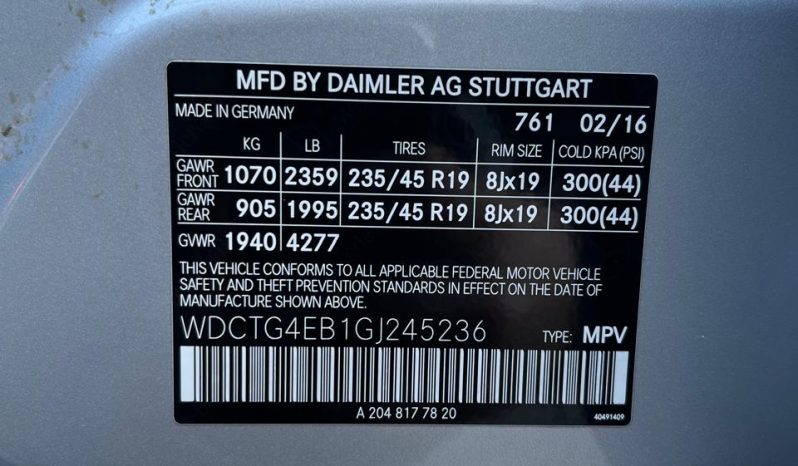 MFD BY DAIMLER AG STUTTGART
MADE IN GERMANY 761 02/16
KG LB TIRES RIM SIZE COLD KPA (PSI)
GAWR FRONT 1070 2359 235/45 R19 8Jx19 300(44)
GAWR REAR 905 1995 235/45 R19 8Jx19 300(44)
GVWR 1940 4277
THIS VEHICLE CONFORMS TO ALL APPLICABLE FEDERAL MOTOR VEHICLE
SAFETY AND THEFT PREVENTION STANDARDS IN EFFECT ON THE DATE OF
MANUFACTURE SHOWN ABOVE.
WDCTG4EB1GJ245236 TYPE: MPV
A 204 817 78 20 40491409